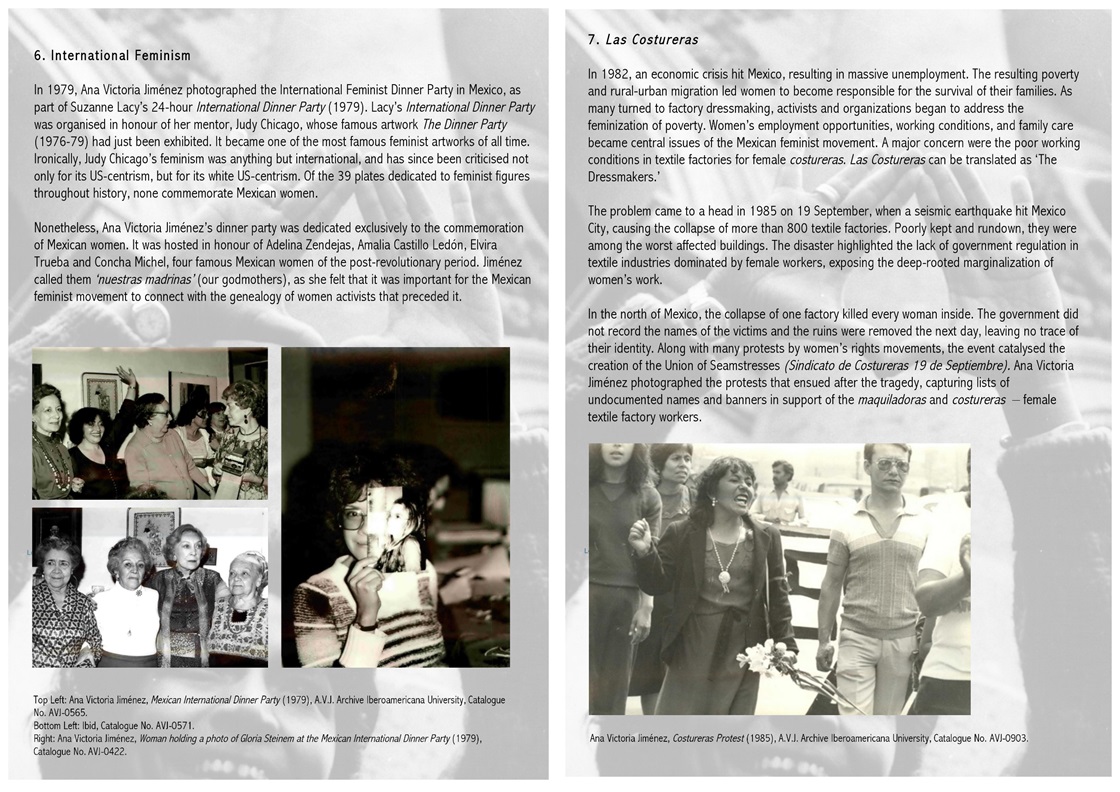 6. International Feminism
In 1979, Ana Victoria Jiménez photographed the International Feminist Dinner Party in Mexico, as
part of Suzanne Lacy's 24-hour International Dinner Party (1979). Lacy's International Dinner Party
was organised in honour of her mentor, Judy Chicago, whose famous artwork The Dinner Party
(1976-79) had just been exhibited. It became one of the most famous feminist artworks of all time.
Ironically, Judy Chicago's feminism was anything but international, and has since been criticised not
only for its US-centrism, but for its white US-centrism. Of the 39 plates dedicated to feminist figures
throughout history, none commemorate Mexican women.
Nonetheless, Ana Victoria Jiménez's dinner party was dedicated exclusively to the commemoration
of Mexican women. It was hosted in honour of Adelina Zendejas, Amalia Castillo Ledón, Elvira
Trueba and Concha Michel, four famous Mexican women of the post-revolutionary period. Jiménez
called them 'nuestras madrinas' (our godmothers), as she felt that it was important for the Mexican
feminist movement to connect with the genealogy of women activists that preceded it.
Top Left: Ana Victoria Jiménez, Mexican International Dinner Party (1979), A.V.J. Archive Iberoamericana University, Catalogue
No. AVJ-0565.
Bottom Left: Ibid, Catalogue No. AVJ-0571.
Right: Ana Victoria Jiménez, Woman holding a photo of Gloria Steinem at the Mexican International Dinner Party (1979),
Catalogue No. AVJ-0422.
7. Las Costureras
In 1982, an economic crisis hit Mexico, resulting in massive unemployment. The resulting poverty
and rural-urban migration led women to become responsible for the survival of their families. As
many turned to factory dressmaking, activists and organizations began to address the
feminization of poverty. Women's employment opportunities, working conditions, and family care
became central issues of the Mexican feminist movement. A major concern were the poor working
conditions in textile factories for female costureras. Las Costureras can be translated as 'The
Dressmakers.'
The problem came to a head in 1985 on 19 September, when a seismic earthquake hit Mexico
City, causing the collapse of more than 800 textile factories. Poorly kept and rundown, they were
among the worst affected buildings. The disaster highlighted the lack of government regulation in
textile industries dominated by female workers, exposing the deep-rooted marginalization of
women's work.
In the north of Mexico, the collapse of one factory killed every woman inside. The government did
not record the names of the victims and the ruins were removed the next day, leaving no trace of
their identity. Along with many protests by women's rights movements, the event catalysed the
creation of the Union of Seamstresses (Sindicato de Costureras 19 de Septiembre). Ana Victoria
Jiménez photographed the protests that ensued after the tragedy, capturing lists of
undocumented names and banners in support of the maquiladoras and costureras – female
textile factory workers.
Ana Victoria Jiménez, Costureras Protest (1985), A.V.J. Archive Iberoamericana University, Catalogue No. AVJ-0903.